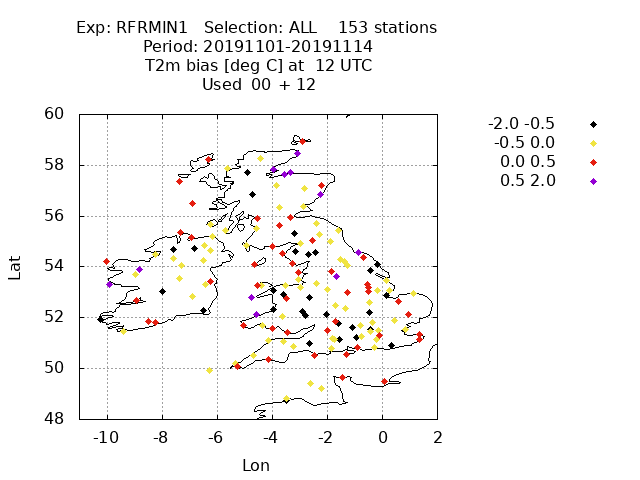 Exp: RFRMIN1 Selection: ALL 153 stations
Period: 20191101-20191114
T2m bias [deg C] at 12 UTC
Used 00 + 12
-2.0 -0.5
-0.5 0.0
0.0 0.5
0.5 2.0
60
58
56
54
52
50
48
Lat
-10 -8 -6 -4 -2 0 2
Lon